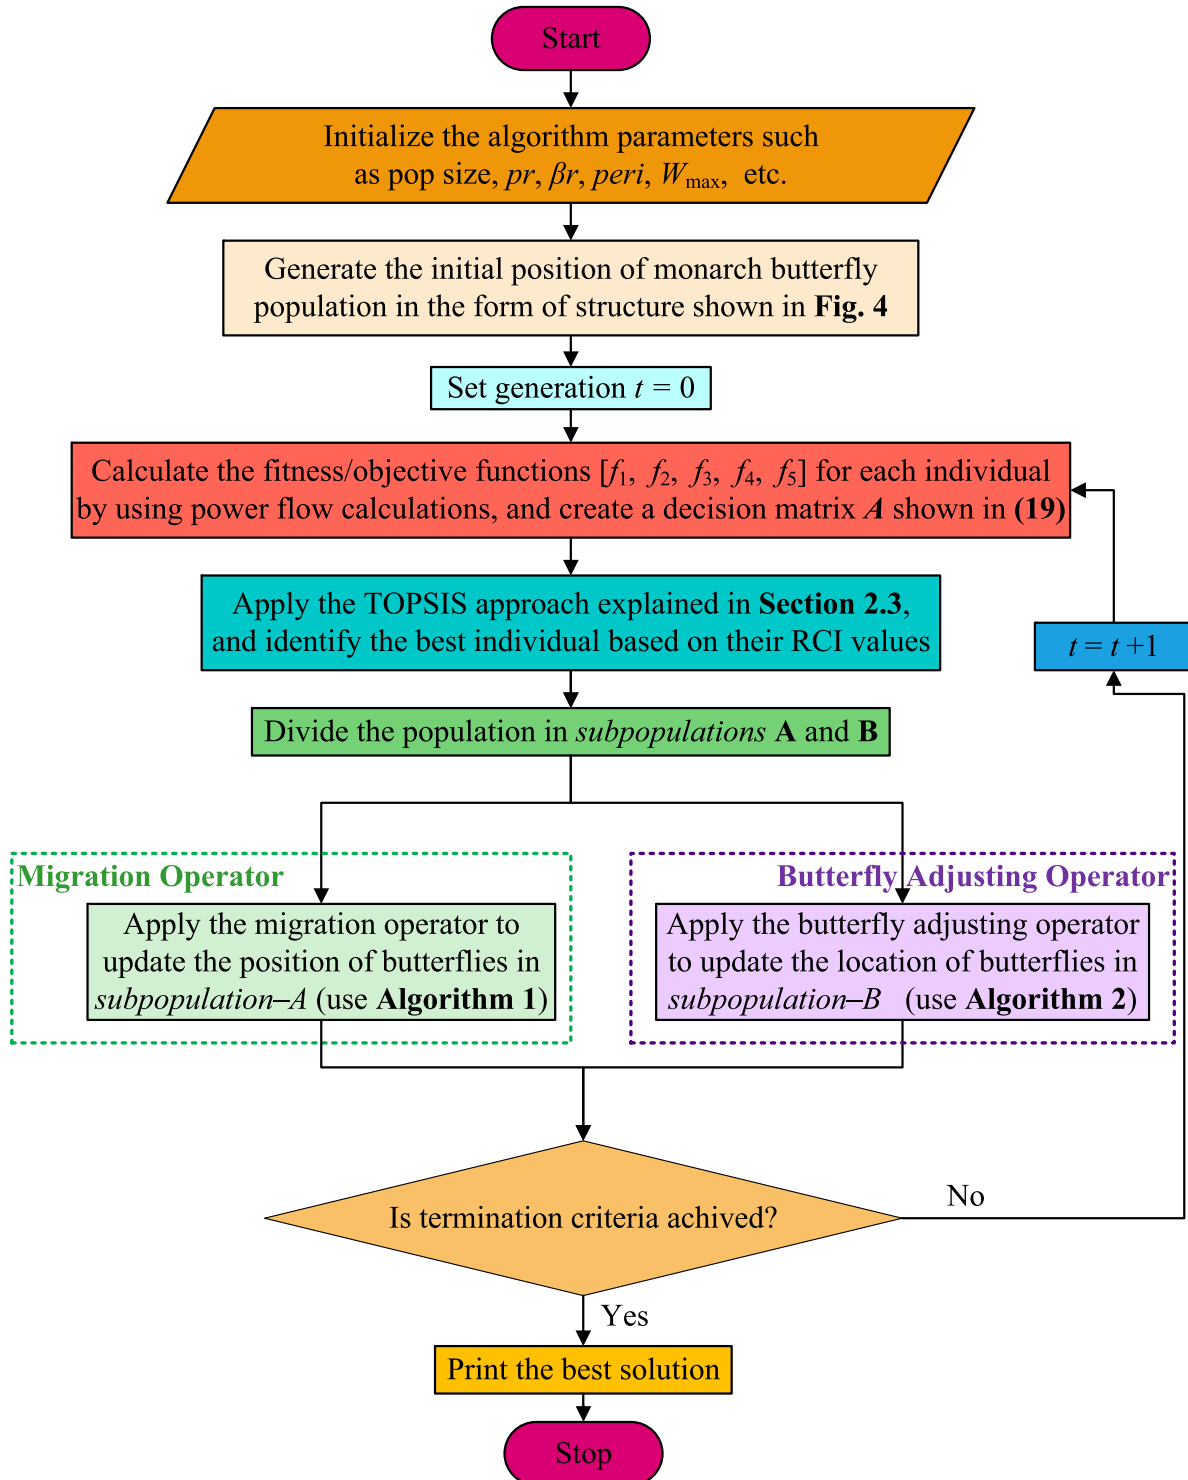 Start
Initialize the algorithm parameters such
as pop size, pr, βr, peri, Wmax, etc.
Generate the initial position of monarch butterfly
population in the form of structure shown in Fig. 4
Set generation t = 0
Calculate the fitness/objective functions [f1, f2, f3, f4, f5] for each individual
by using power flow calculations, and create a decision matrix A shown in (19)
Apply the TOPSIS approach explained in Section 2.3,
and identify the best individual based on their RCI values
t = t +1
Divide the population in subpopulations A and B
Migration Operator
Apply the migration operator to
update the position of butterflies in
subpopulation–A (use Algorithm 1)
Butterfly Adjusting Operator
Apply the butterfly adjusting operator
to update the location of butterflies in
subpopulation–B (use Algorithm 2)
Is termination criteria achived?
No
Yes
Print the best solution
Stop